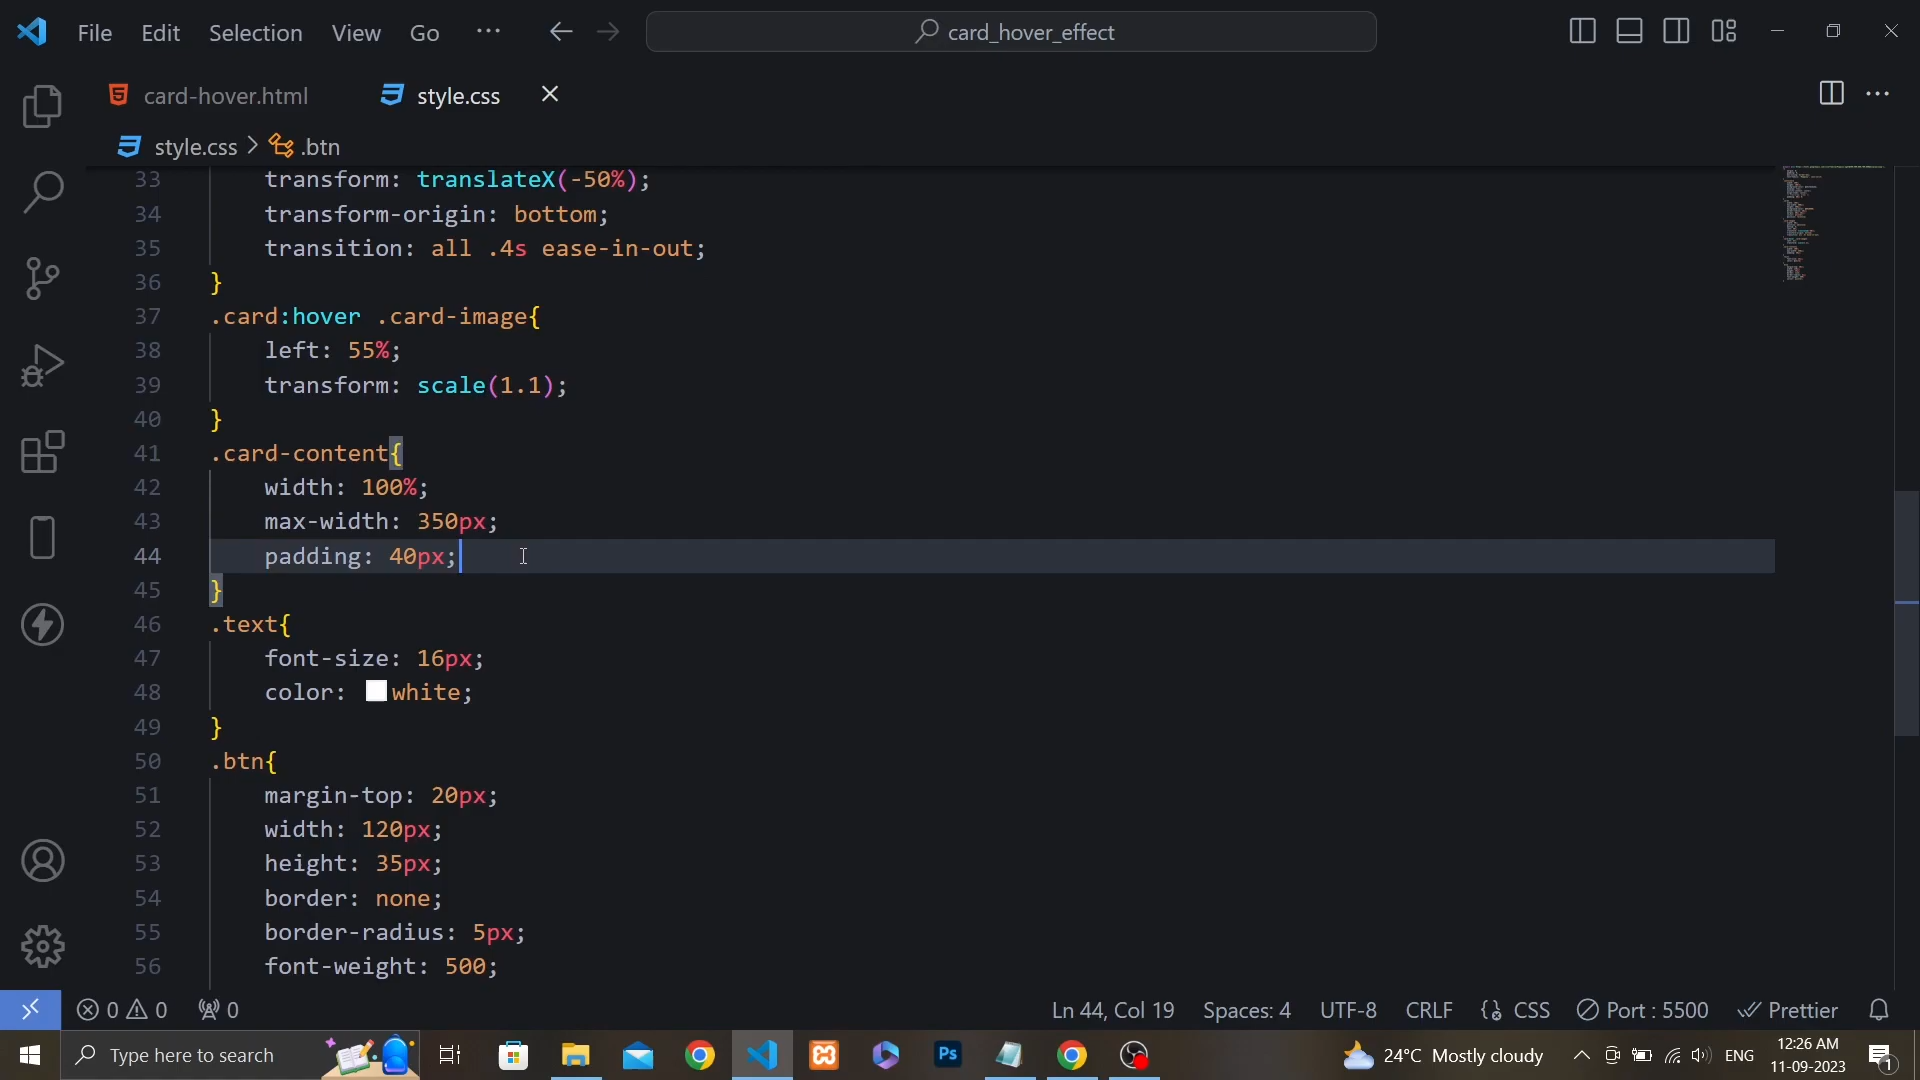 File Edit Selection View Go ··· card_hover_effect
card-hover.html style.css
style.css > .btn
33 transform: translateX(-50%);
34 transform-origin: bottom;
35 transition: all .4s ease-in-out;
36 }
37 .card:hover .card-image{
38 left: 55%;
39 transform: scale(1.1);
40 }
41 .card-content{
42 width: 100%;
43 max-width: 350px;
44 padding: 40px;
45 }
46 .text{
47 font-size: 16px;
48 color: white;
49 }
50 .btn{
51 margin-top: 20px;
52 width: 120px;
53 height: 35px;
54 border: none;
55 border-radius: 5px;
56 font-weight: 500;
0 0 0 Ln 44, Col 19 Spaces: 4 UTF-8 CRLF {} CSS Port : 5500 Prettier
Type here to search Ps 24°C Mostly cloudy ENG 12:26 AM
11-09-2023 1